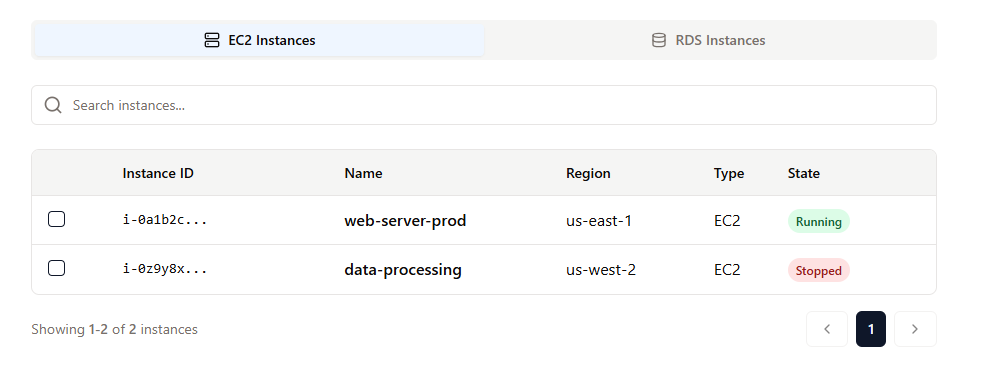 EC2 Instances RDS Instances
Search instances...
Instance ID Name Region Type State
i-0a1b2c... web-server-prod us-east-1 EC2 Running
i-0z9y8x... data-processing us-west-2 EC2 Stopped
Showing 1-2 of 2 instances 1